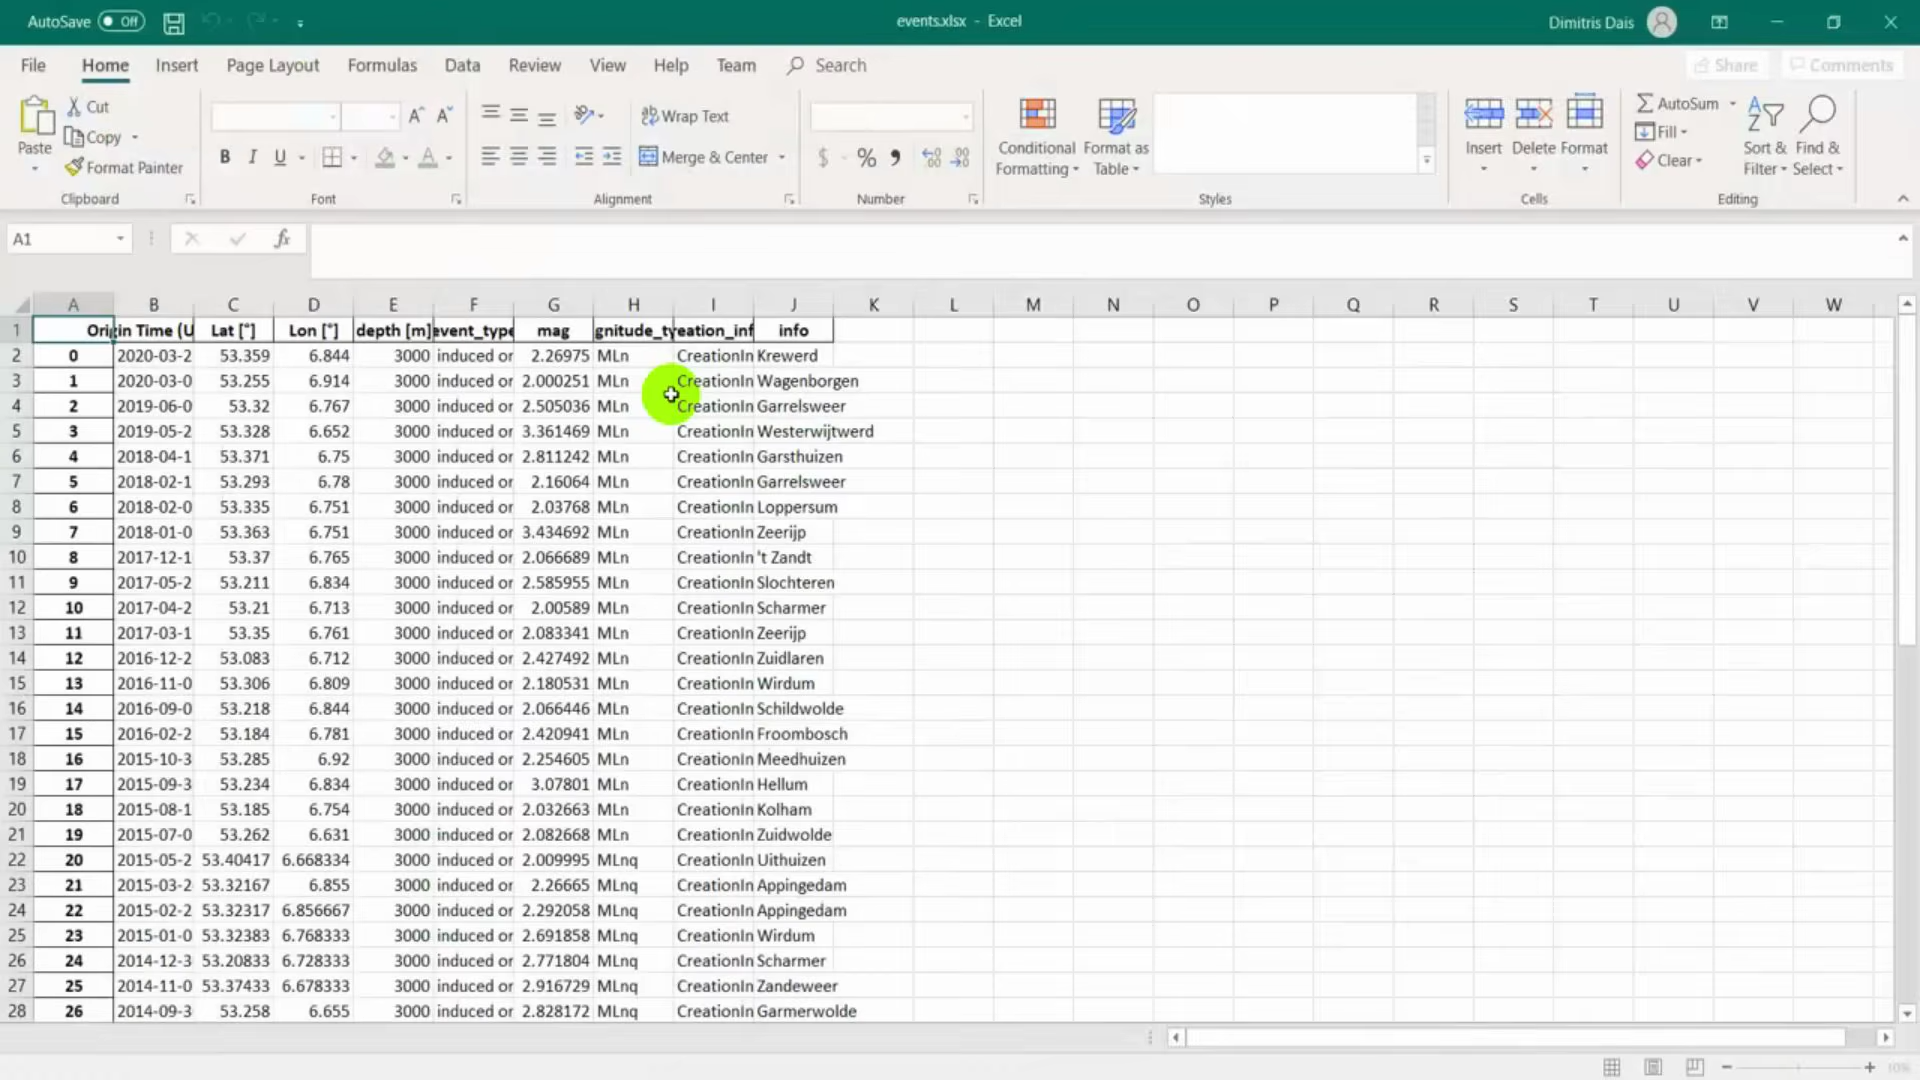 AutoSave Off
events.xlsx - Excel
Dimitris Dais
File Home Insert Page Layout Formulas Data Review View Help Team Search
Share Comments
Paste
Cut
Copy
Format Painter
Clipboard
B I U
Font
Wrap Text
Merge & Center
Alignment
$ % ,
Number
Conditional Formatting
Format as Table
Styles
Insert Delete Format
Cells
AutoSum
Fill
Clear
Sort & Filter
Find & Select
Editing
A1 fx
A B C D E F G H I J K L M N O P Q R S T U V W
1 Origin Time (U Lat [°] Lon [°] depth [m] event_type mag gnitude_ty reation_inf info
2 0 2020-03-2 53.359 6.844 3000 induced or 2.26975 MLn CreationIn Krewerd
3 1 2020-03-0 53.255 6.914 3000 induced or 2.000251 MLn CreationIn Wagenborgen
4 2 2019-06-0 53.32 6.767 3000 induced or 2.505036 MLn CreationIn Garrelsweer
5 3 2019-05-2 53.328 6.652 3000 induced or 3.361469 MLn CreationIn Westerwijtwerd
6 4 2018-04-1 53.371 6.75 3000 induced or 2.811242 MLn CreationIn Garsthuizen
7 5 2018-02-1 53.293 6.78 3000 induced or 2.16064 MLn CreationIn Garrelsweer
8 6 2018-02-0 53.335 6.751 3000 induced or 2.03768 MLn CreationIn Loppersum
9 7 2018-01-0 53.363 6.751 3000 induced or 3.434692 MLn CreationIn Zeerijp
10 8 2017-12-1 53.37 6.765 3000 induced or 2.066689 MLn CreationIn 't Zandt
11 9 2017-05-2 53.211 6.834 3000 induced or 2.585955 MLn CreationIn Slochteren
12 10 2017-04-2 53.21 6.713 3000 induced or 2.00589 MLn CreationIn Scharmer
13 11 2017-03-1 53.35 6.761 3000 induced or 2.083341 MLn CreationIn Zeerijp
14 12 2016-12-2 53.083 6.712 3000 induced or 2.427492 MLn CreationIn Zuidlaren
15 13 2016-11-0 53.306 6.809 3000 induced or 2.180531 MLn CreationIn Wirdum
16 14 2016-09-0 53.218 6.844 3000 induced or 2.066446 MLn CreationIn Schildwolde
17 15 2016-02-2 53.184 6.781 3000 induced or 2.420941 MLn CreationIn Froombosch
18 16 2015-10-3 53.285 6.92 3000 induced or 2.254605 MLn CreationIn Meedhuizen
19 17 2015-09-3 53.234 6.834 3000 induced or 3.07801 MLn CreationIn Hellum
20 18 2015-08-1 53.185 6.754 3000 induced or 2.032663 MLn CreationIn Kolham
21 19 2015-07-0 53.262 6.631 3000 induced or 2.082668 MLn CreationIn Zuidwolde
22 20 2015-05-2 53.40417 6.668334 3000 induced or 2.009995 MLnq CreationIn Uithuizen
23 21 2015-03-2 53.32167 6.855 3000 induced or 2.26665 MLnq CreationIn Appingedam
24 22 2015-02-2 53.32317 6.856667 3000 induced or 2.292058 MLnq CreationIn Appingedam
25 23 2015-01-0 53.32383 6.768333 3000 induced or 2.691858 MLnq CreationIn Wirdum
26 24 2014-12-3 53.20833 6.728333 3000 induced or 2.771804 MLnq CreationIn Scharmer
27 25 2014-11-0 53.37433 6.678333 3000 induced or 2.916729 MLnq CreationIn Zandeweer
28 26 2014-09-3 53.258 6.655 3000 induced or 2.828172 MLnq CreationIn Garmerwolde